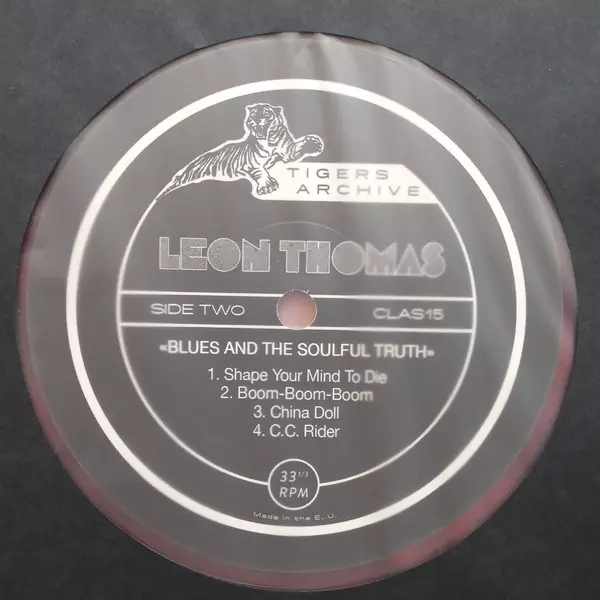 TIGERS
ARCHIVE
LEON THOMAS
SIDE TWO CLAS15
«BLUES AND THE SOULFUL TRUTH»
1. Shape Your Mind To Die
2. Boom-Boom-Boom
3. China Doll
4. C.C. Rider
33 1/3
RPM
Made in the E. U.